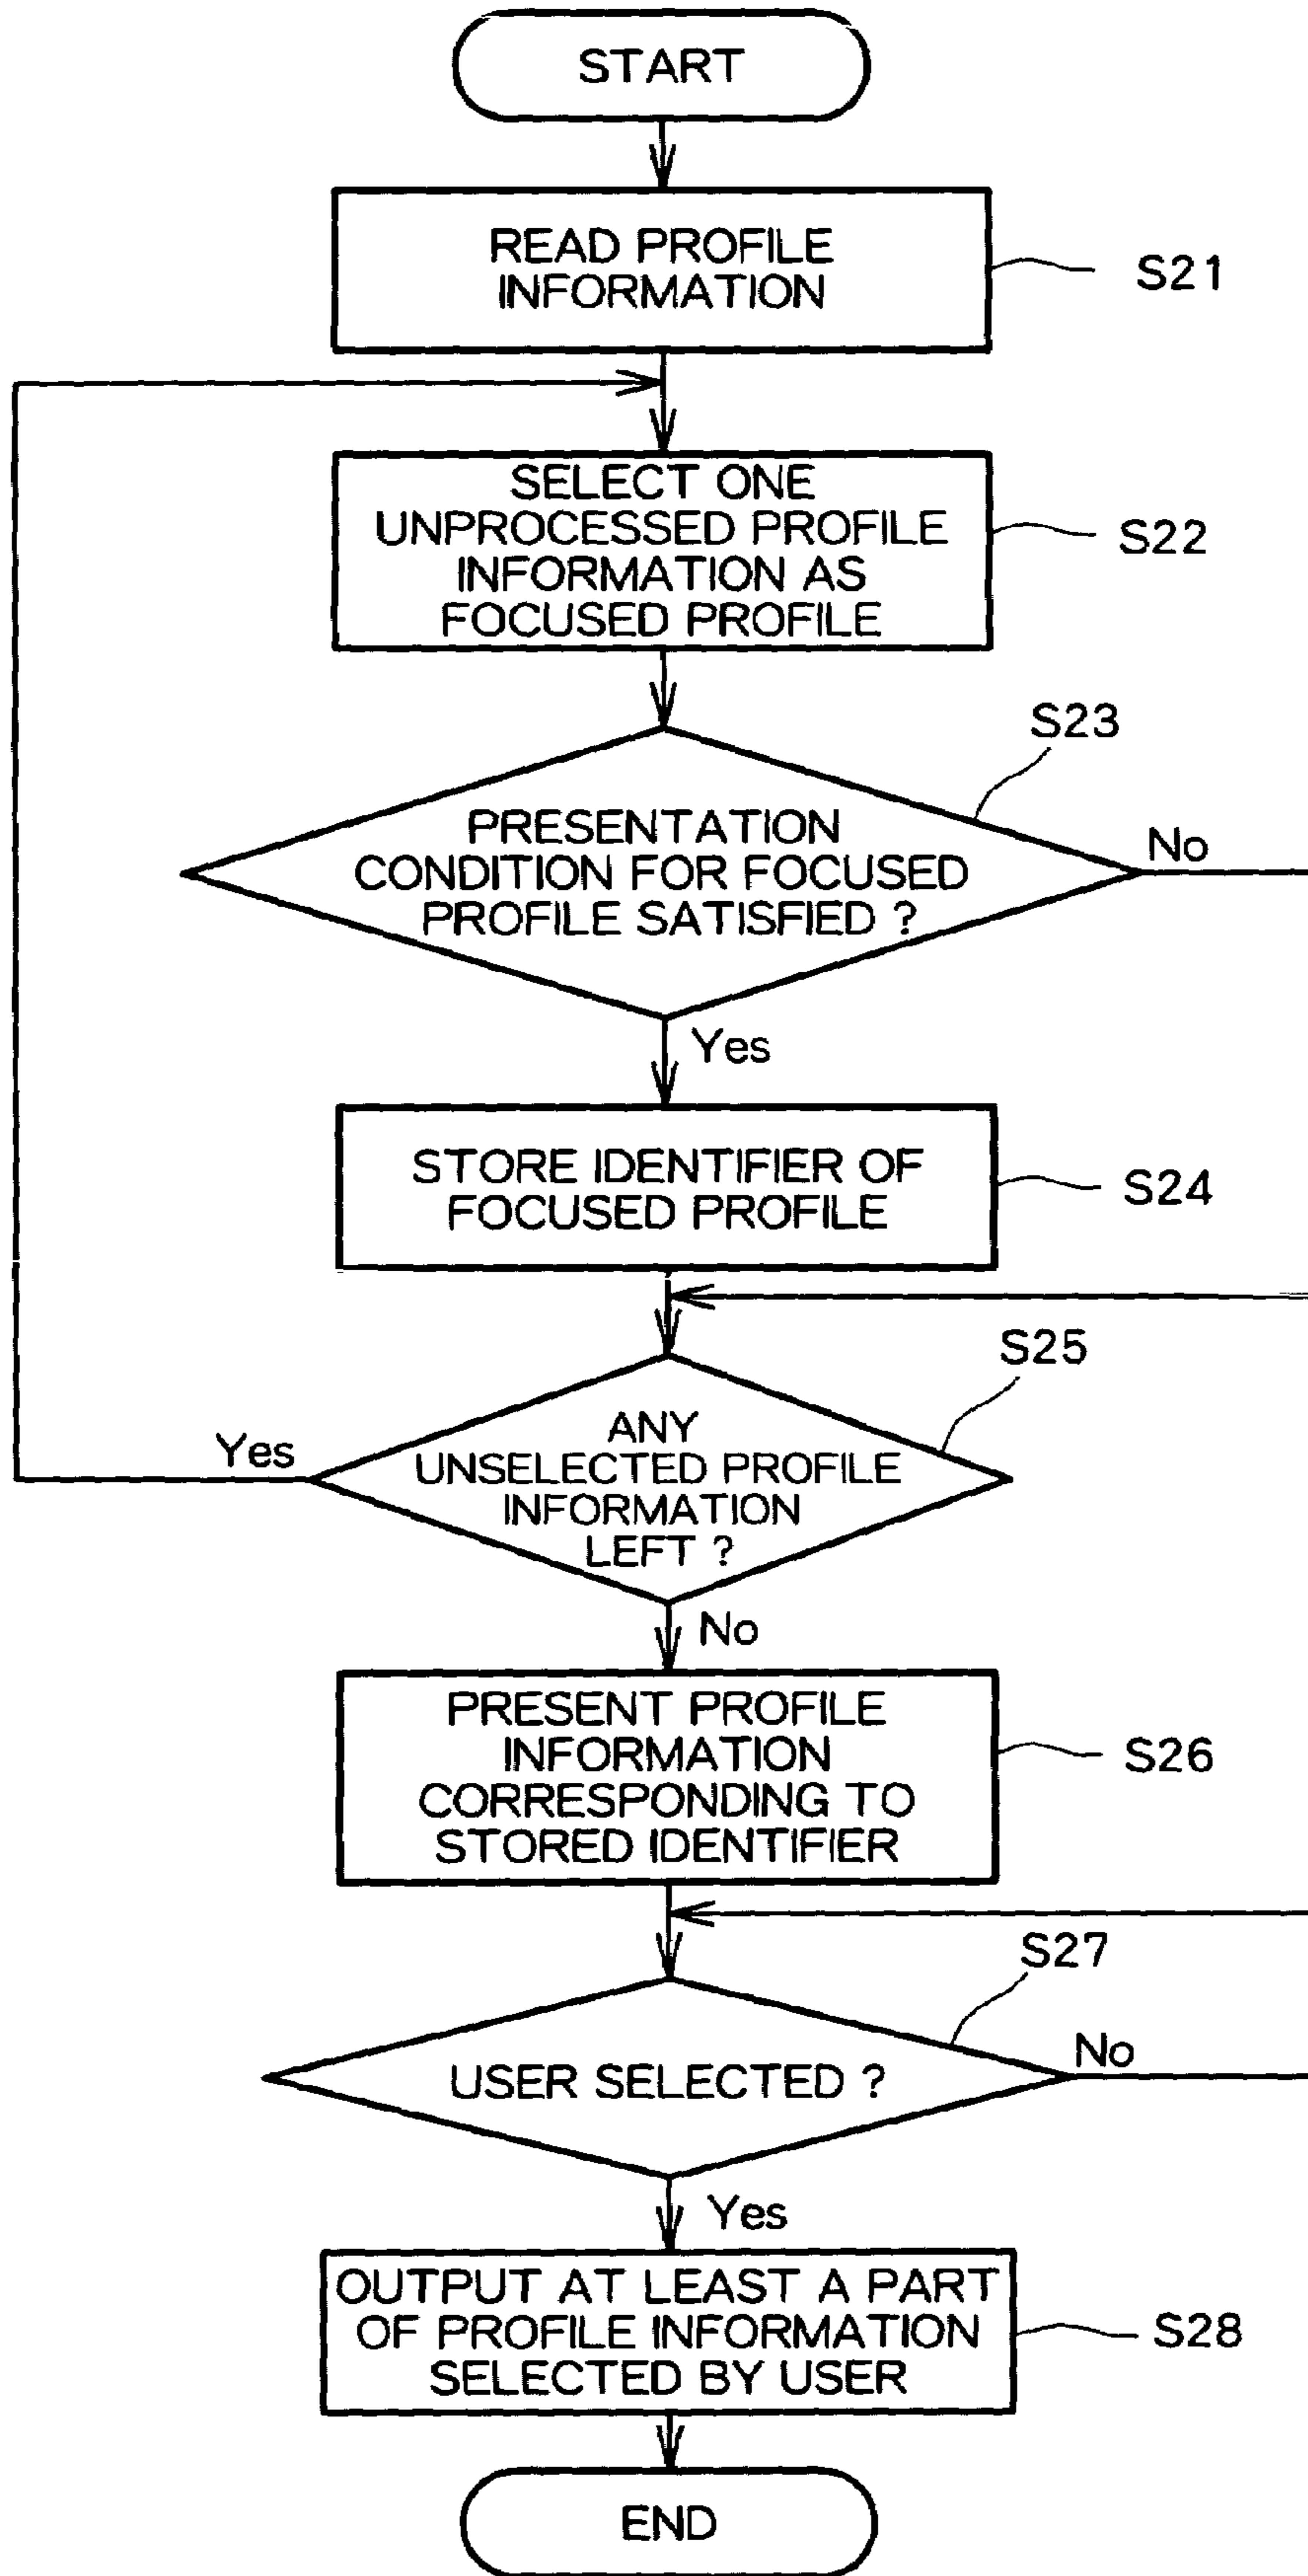 START
READ PROFILE
INFORMATION
S21
SELECT ONE
UNPROCESSED PROFILE
INFORMATION AS
FOCUSED PROFILE
S22
S23
PRESENTATION
CONDITION FOR FOCUSED
PROFILE SATISFIED ?
No
Yes
STORE IDENTIFIER OF
FOCUSED PROFILE
S24
S25
ANY
UNSELECTED PROFILE
INFORMATION
LEFT ?
Yes
No
PRESENT PROFILE
INFORMATION
CORRESPONDING TO
STORED IDENTIFIER
S26
S27
USER SELECTED ?
No
Yes
OUTPUT AT LEAST A PART
OF PROFILE INFORMATION
SELECTED BY USER
S28
END